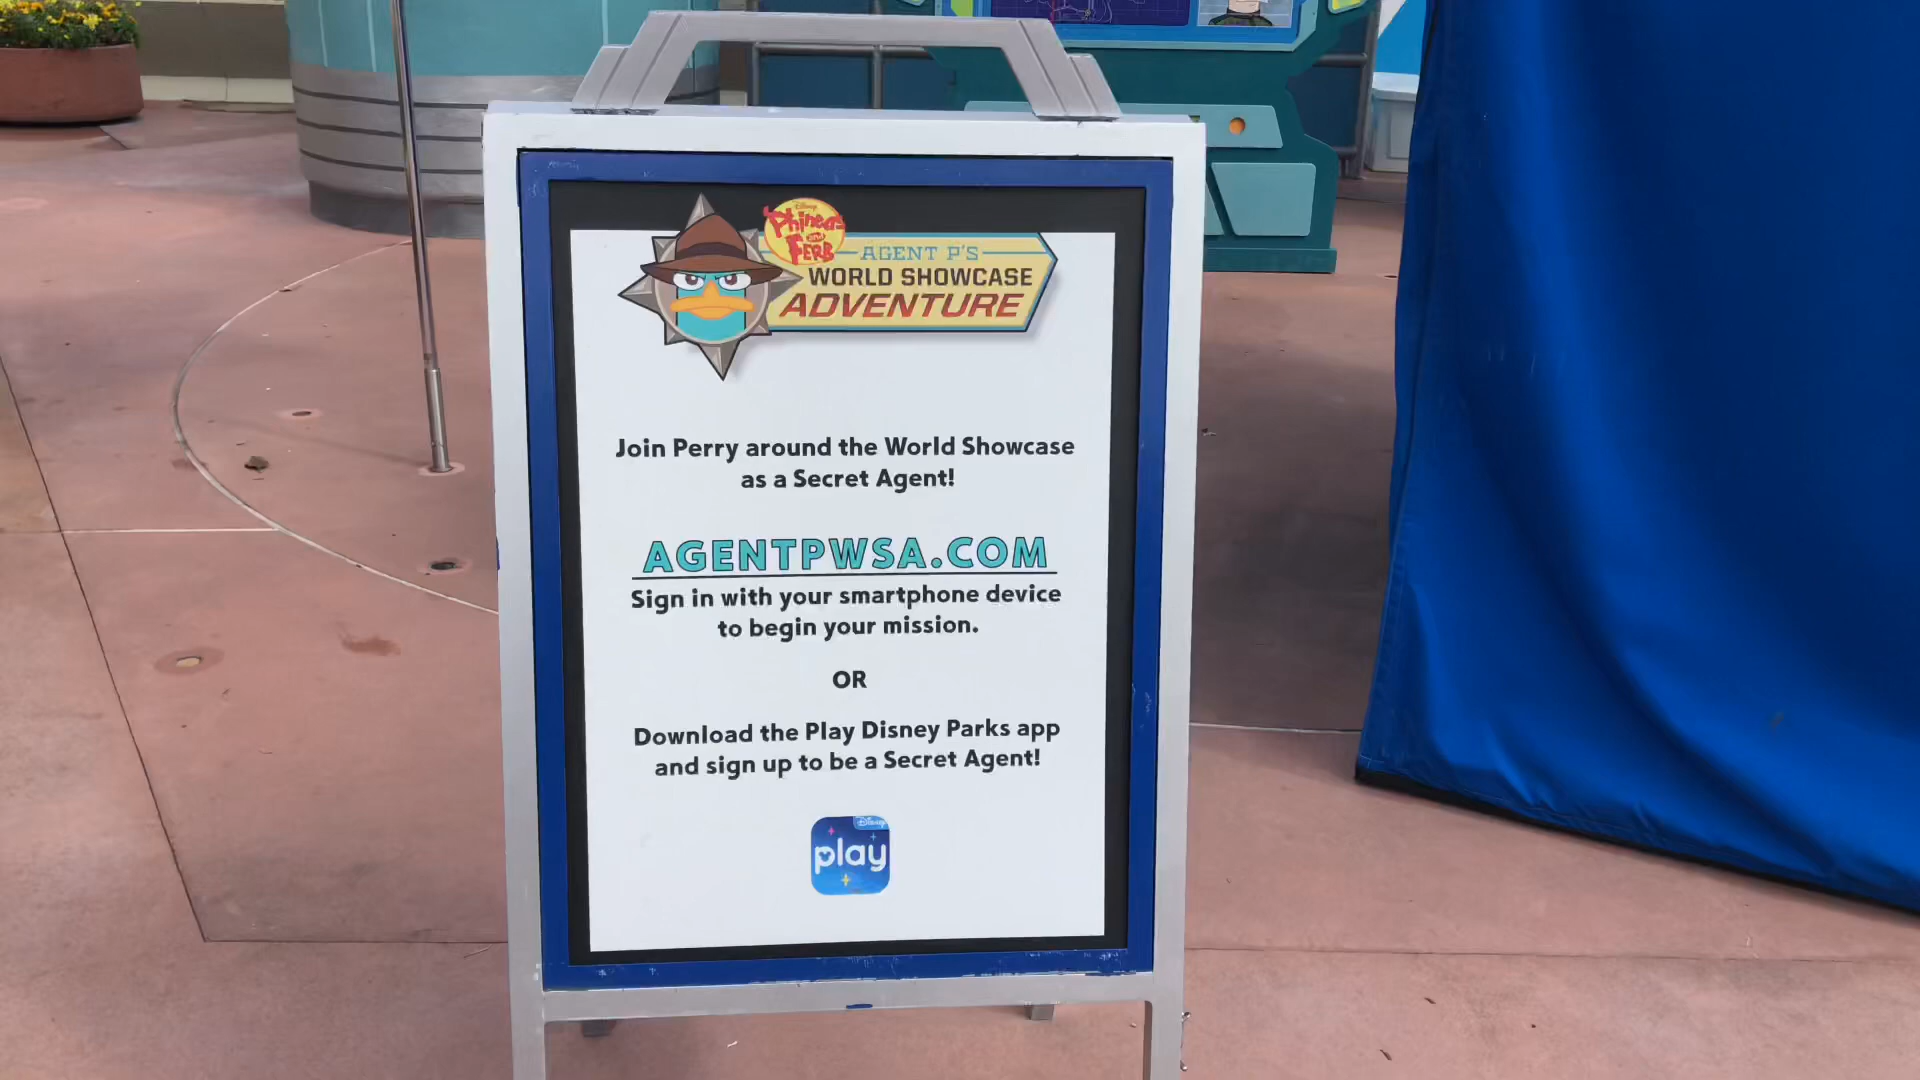 Disney
Phineas
and
FERB
AGENT P'S
WORLD SHOWCASE
ADVENTURE
Join Perry around the World Showcase
as a Secret Agent!
AGENTPWSA.COM
Sign in with your smartphone device
to begin your mission.
OR
Download the Play Disney Parks app
and sign up to be a Secret Agent!
Disney
play